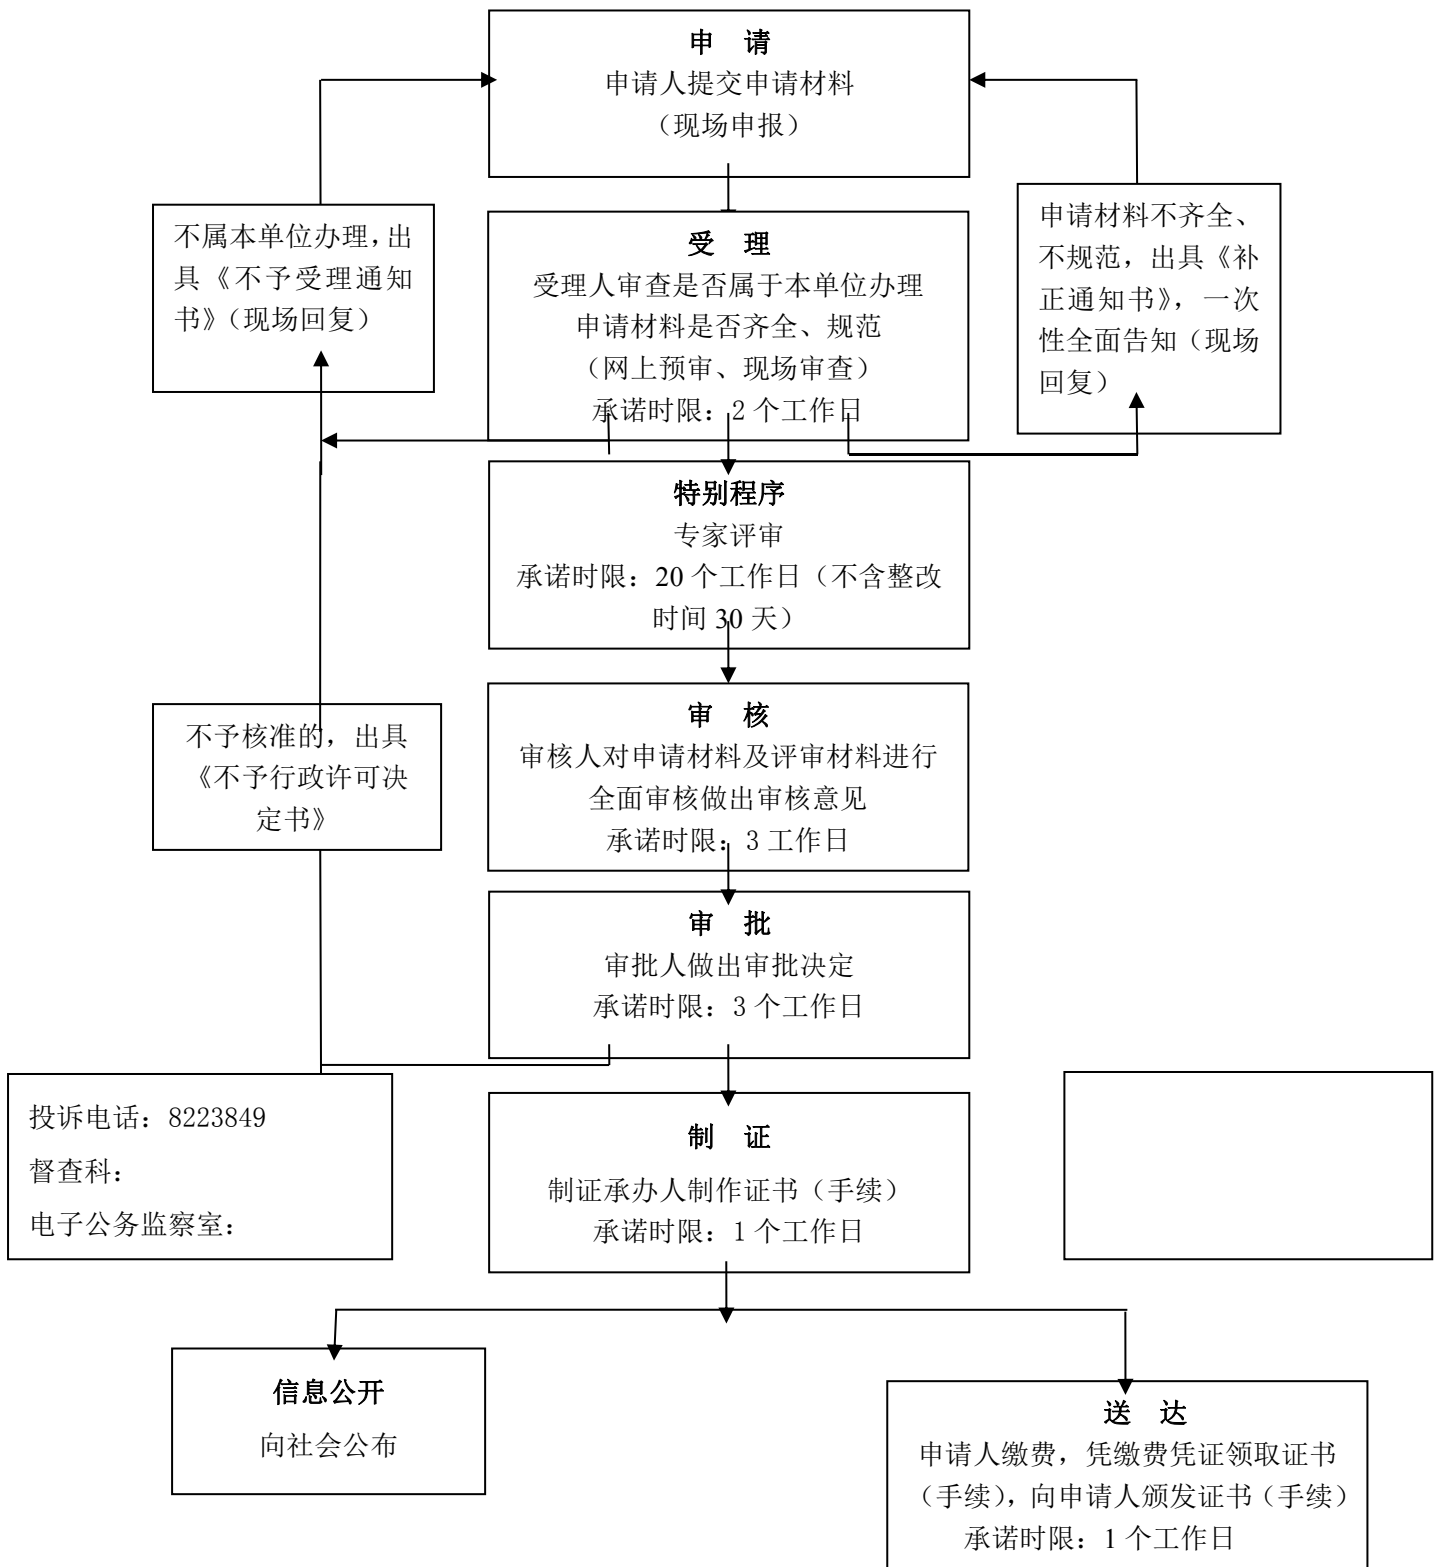 申 请
申请人提交申请材料
（现场申报）
不属本单位办理，出
具《不予受理通知
书》（现场回复）
受 理
受理人审查是否属于本单位办理
申请材料是否齐全、规范
（网上预审、现场审查）
承诺时限：2 个工作日
申请材料不齐全、
不规范，出具《补
正通知书》，一次
性全面告知（现场
回复）
特别程序
专家评审
承诺时限：20 个工作日（不含整改
时间 30 天）
不予核准的，出具
《不予行政许可决
定书》
审 核
审核人对申请材料及评审材料进行
全面审核做出审核意见
承诺时限：3 工作日
审 批
审批人做出审批决定
承诺时限：3 个工作日
投诉电话：8223849
督查科：
电子公务监察室：
制 证
制证承办人制作证书（手续）
承诺时限：1 个工作日
信息公开
向社会公布
送 达
申请人缴费，凭缴费凭证领取证书
（手续），向申请人颁发证书（手续）
承诺时限：1 个工作日